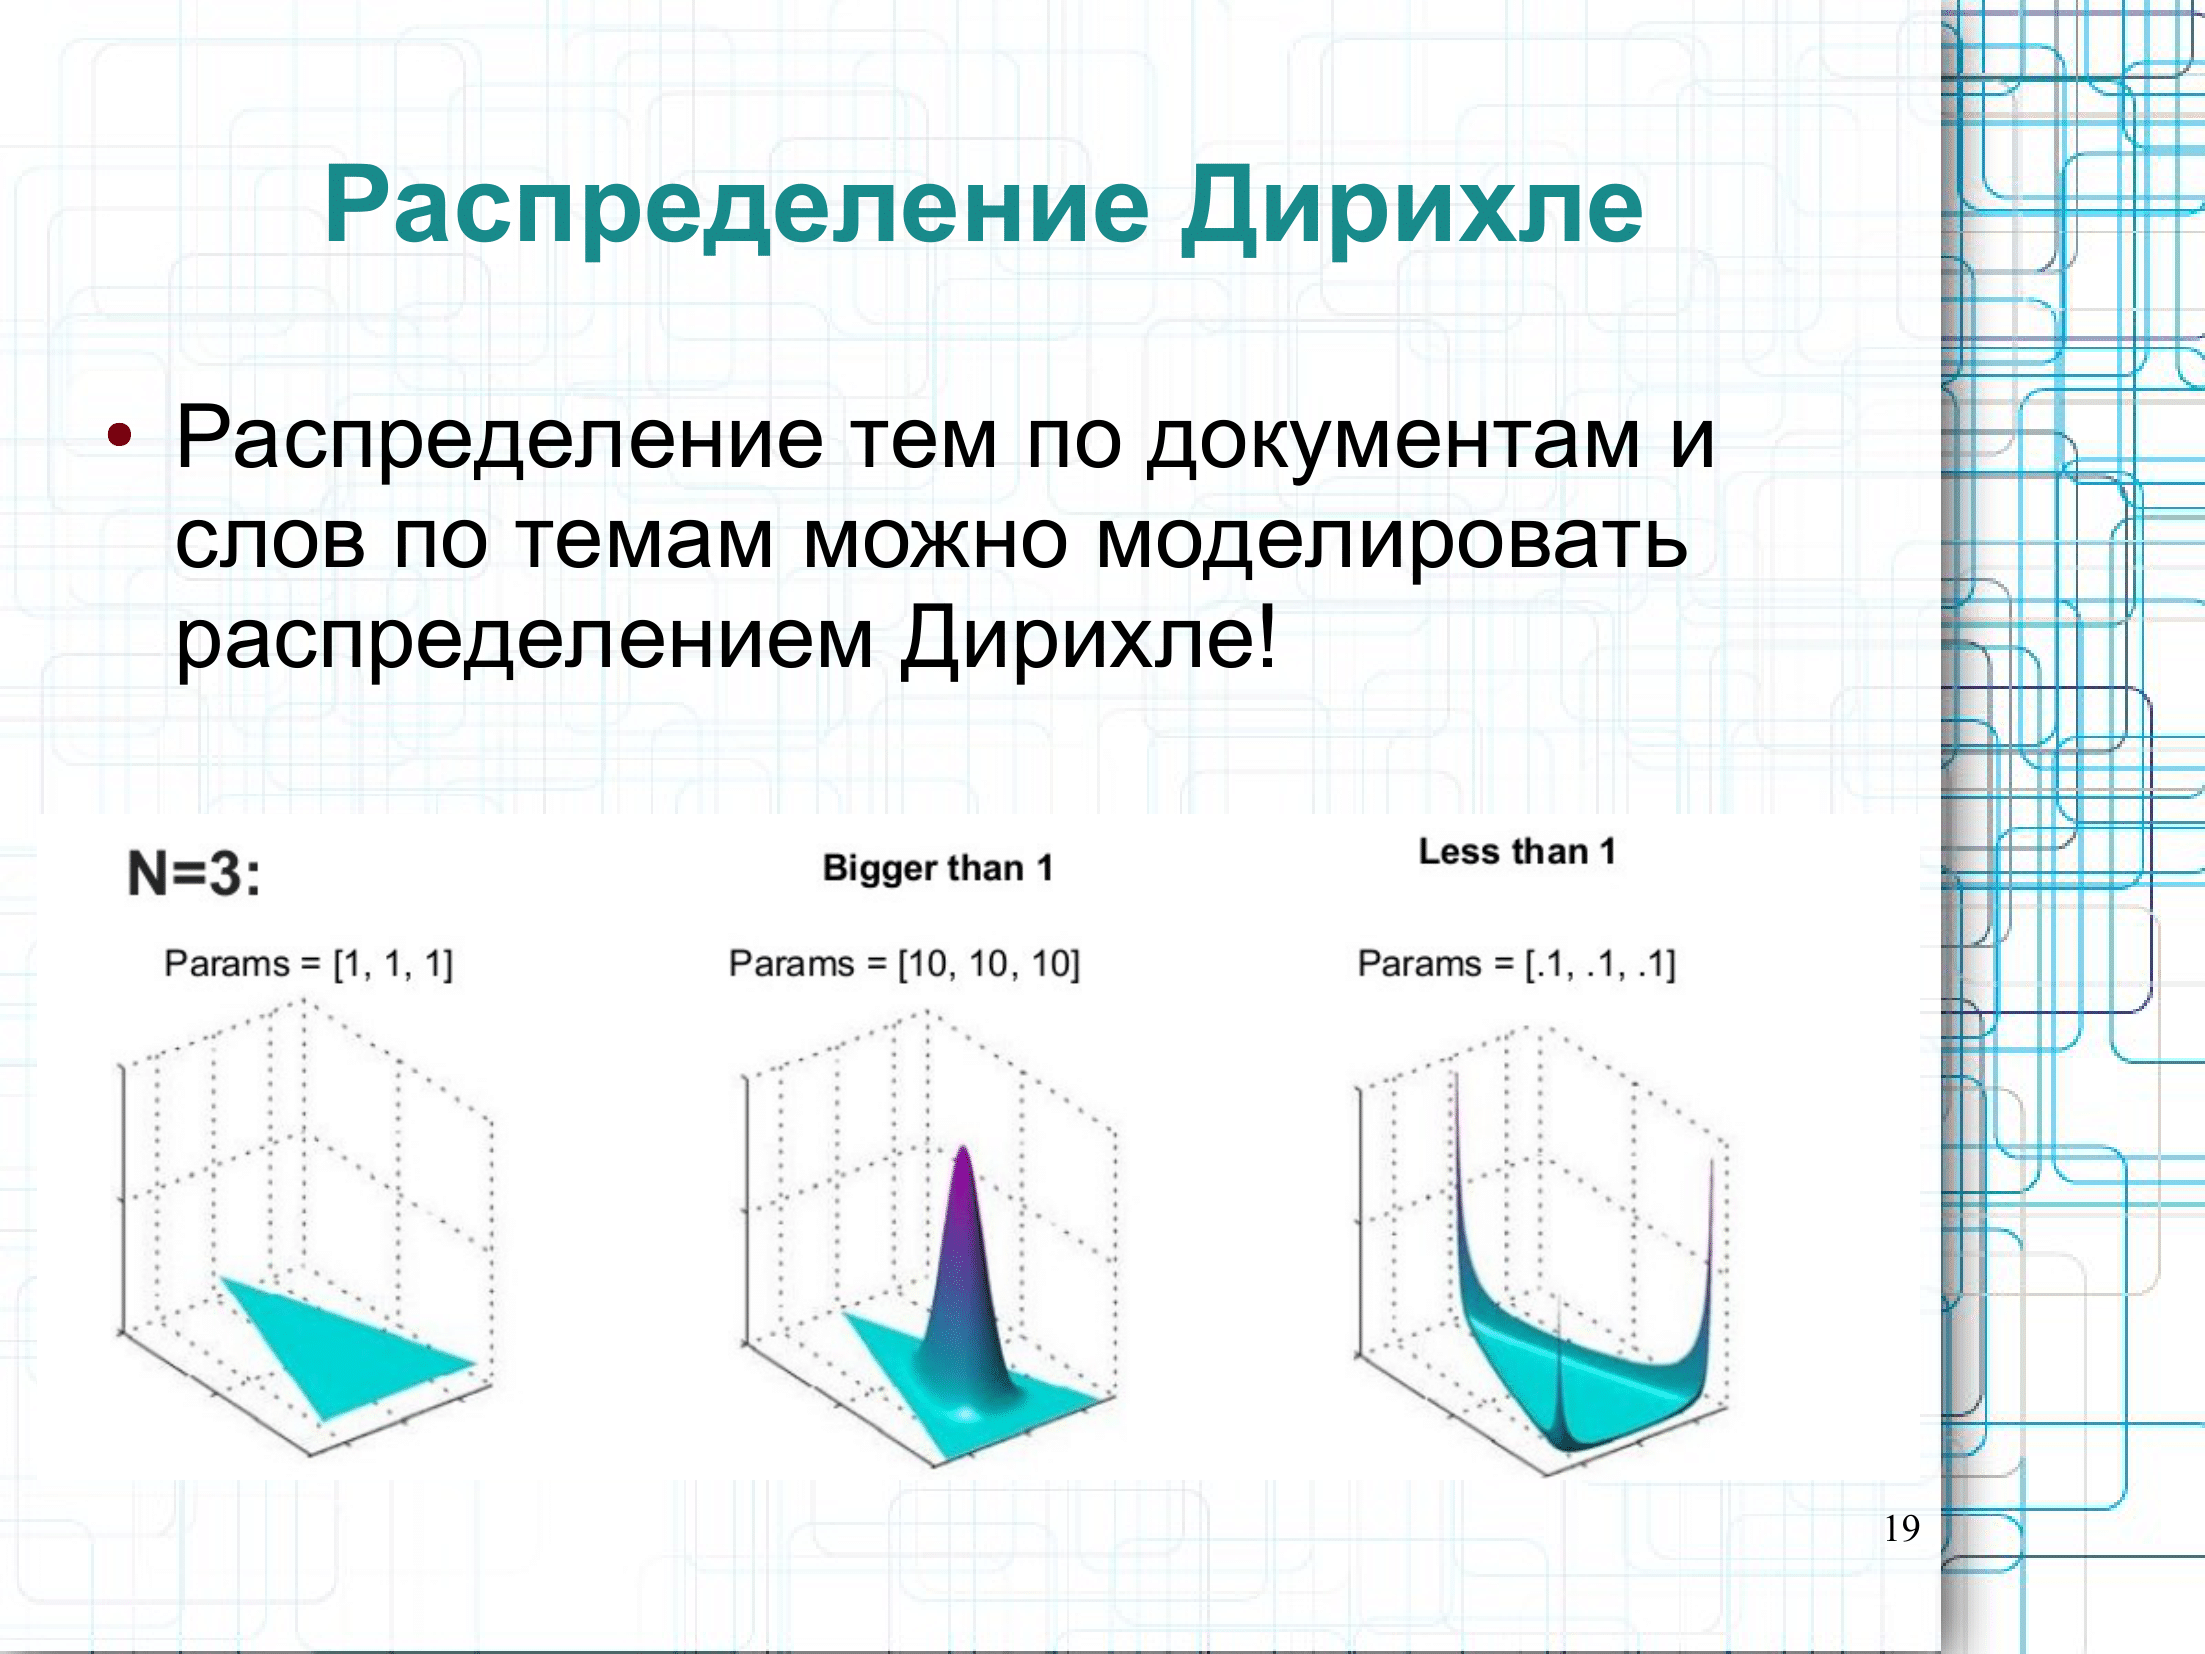 Распределение Дирихле
• Распределение тем по документам и
слов по темам можно моделировать
распределением Дирихле!
N=3:
Bigger than 1
Less than 1
Params = [1, 1, 1]
Params = [10, 10, 10]
Params = [.1, .1, .1]
19